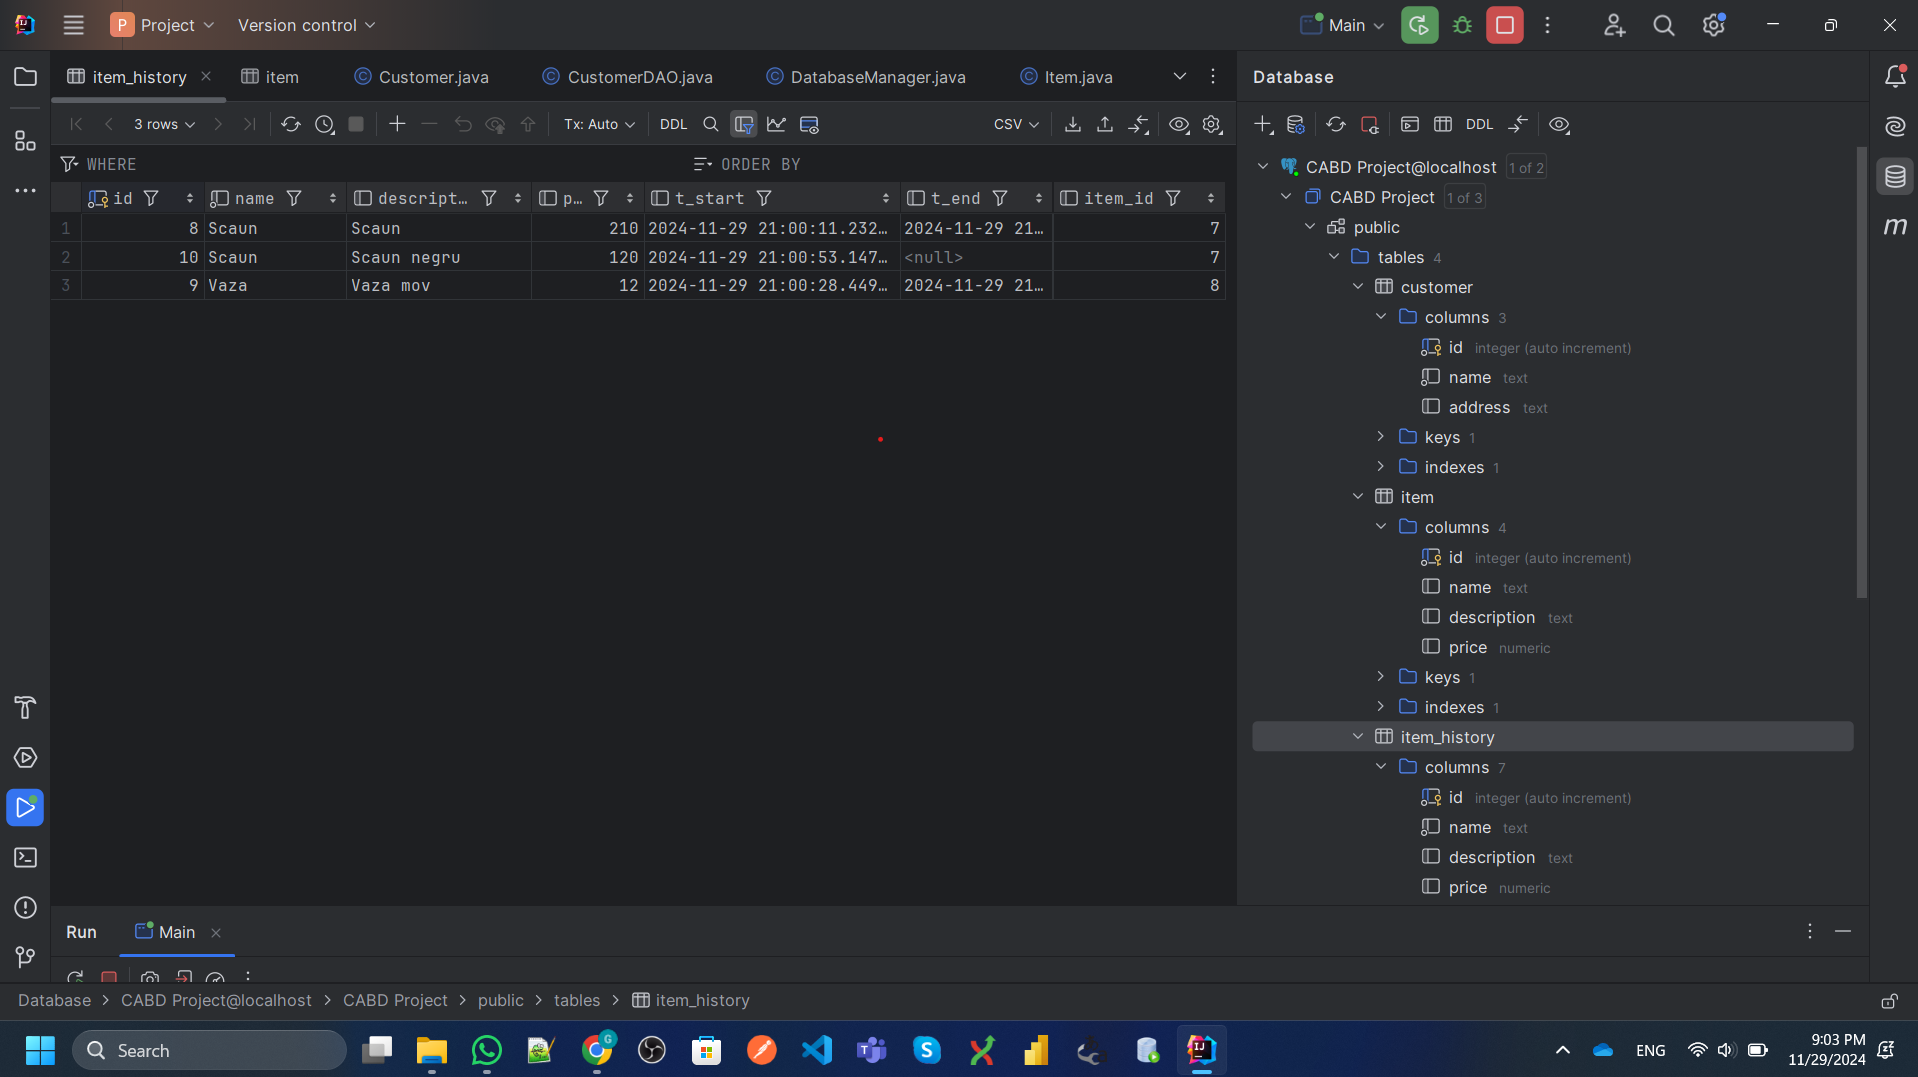 P Project Version control Main
item_history item Customer.java CustomerDAO.java DatabaseManager.java Item.java
Database
3 rows Tx: Auto DDL CSV DDL
WHERE ORDER BY
id name descript... p... t_start t_end item_id
1 8 Scaun Scaun 210 2024-11-29 21:00:11.232... 2024-11-29 21... 7
2 10 Scaun Scaun negru 120 2024-11-29 21:00:53.147... <null> 7
3 9 Vaza Vaza mov 12 2024-11-29 21:00:28.449... 2024-11-29 21... 8
CABD Project@localhost 1 of 2
CABD Project 1 of 3
public
tables 4
customer
columns 3
id integer (auto increment)
name text
address text
keys 1
indexes 1
item
columns 4
id integer (auto increment)
name text
description text
price numeric
keys 1
indexes 1
item_history
columns 7
id integer (auto increment)
name text
description text
price numeric
m
Run Main
Database > CABD Project@localhost > CABD Project > public > tables > item_history
Search
G
IJ
ENG
9:03 PM
11/29/2024